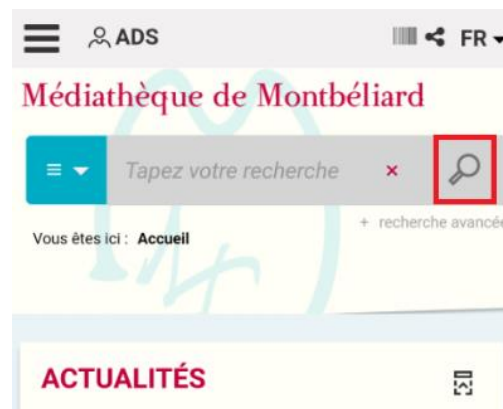 ADS FR
Médiathèque de Montbéliard
Tapez votre recherche ×
+ recherche avancée
Vous êtes ici : Accueil
ACTUALITÉS